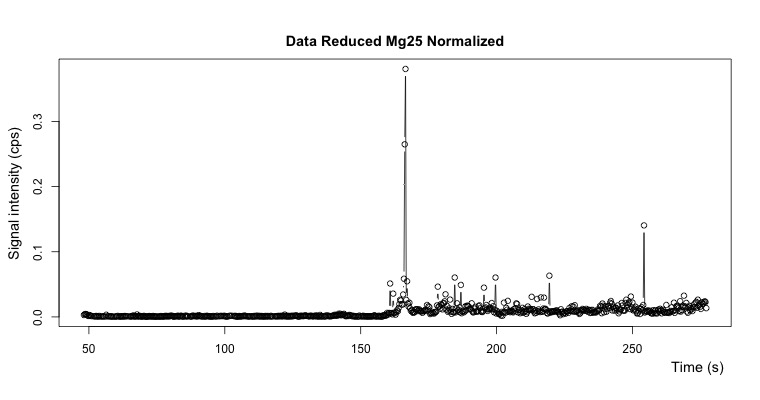 Data Reduced Mg25 Normalized
Signal intensity (cps)
0.3
0.2
0.1
0.0
50 100 150 200 250
Time (s)